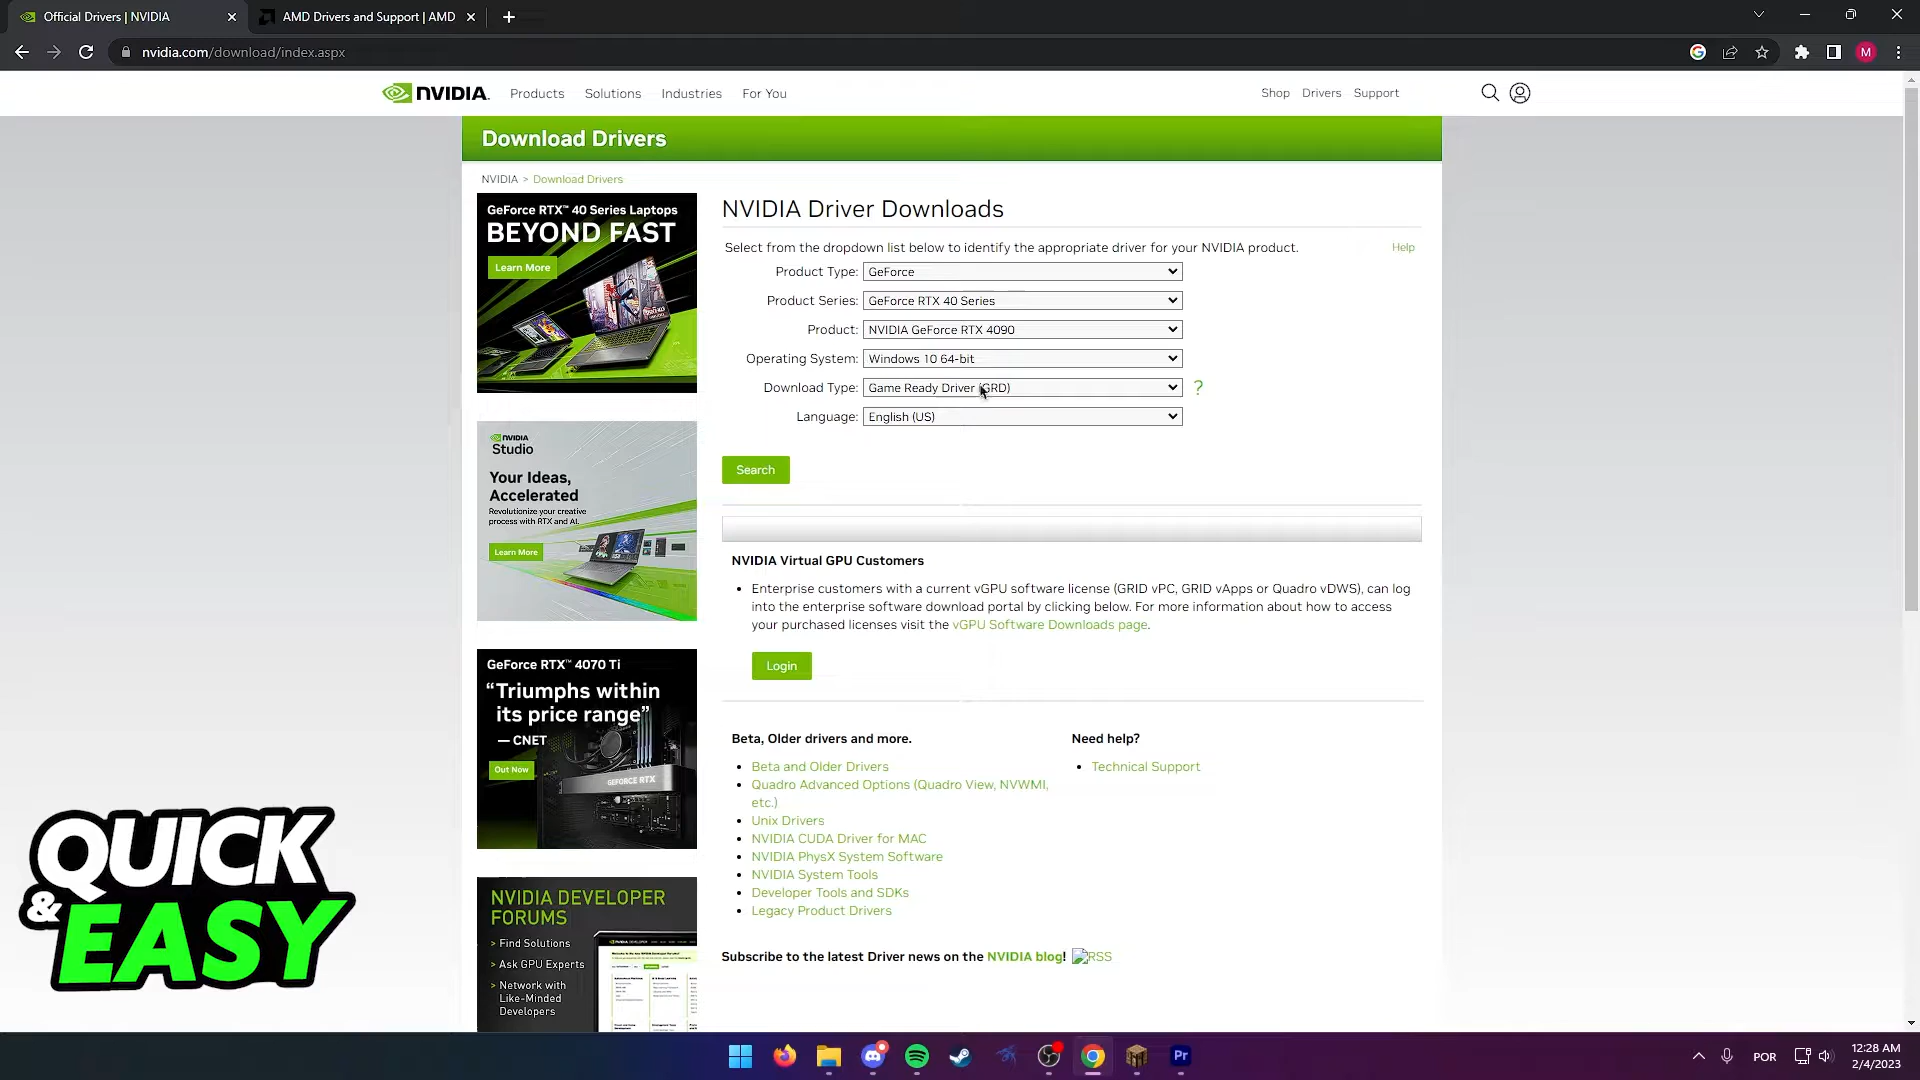 Official Drivers | NVIDIA
AMD Drivers and Support | AMD
nvidia.com/download/index.aspx
M
NVIDIA.
Products
Solutions
Industries
For You
Shop
Drivers
Support
Download Drivers
NVIDIA > Download Drivers
GeForce RTX™ 40 Series Laptops
BEYOND FAST
Learn More
NVIDIA
Studio
Your Ideas,
Accelerated
Revolutionize your creative
process with RTX and AI.
Learn More
GeForce RTX™ 4070 Ti
“Triumphs within
its price range”
— CNET
Out Now
GEFORCE RTX
NVIDIA DEVELOPER
FORUMS
> Find Solutions
> Ask GPU Experts
> Network with
Like-Minded
Developers
NVIDIA Driver Downloads
Select from the dropdown list below to identify the appropriate driver for your NVIDIA product.
Help
Product Type: GeForce
Product Series: GeForce RTX 40 Series
Product: NVIDIA GeForce RTX 4090
Operating System: Windows 10 64-bit
Download Type: Game Ready Driver (GRD) ?
Language: English (US)
Search
NVIDIA Virtual GPU Customers
• Enterprise customers with a current vGPU software license (GRID vPC, GRID vApps or Quadro vDWS), can log
into the enterprise software download portal by clicking below. For more information about how to access
your purchased licenses visit the vGPU Software Downloads page.
Login
Beta, Older drivers and more.
• Beta and Older Drivers
• Quadro Advanced Options (Quadro View, NVWMI,
etc.)
• Unix Drivers
• NVIDIA CUDA Driver for MAC
• NVIDIA PhysX System Software
• NVIDIA System Tools
• Developer Tools and SDKs
• Legacy Product Drivers
Need help?
• Technical Support
Subscribe to the latest Driver news on the NVIDIA blog! RSS
QUICK
& EASY
Pr
POR
12:28 AM
2/4/2023